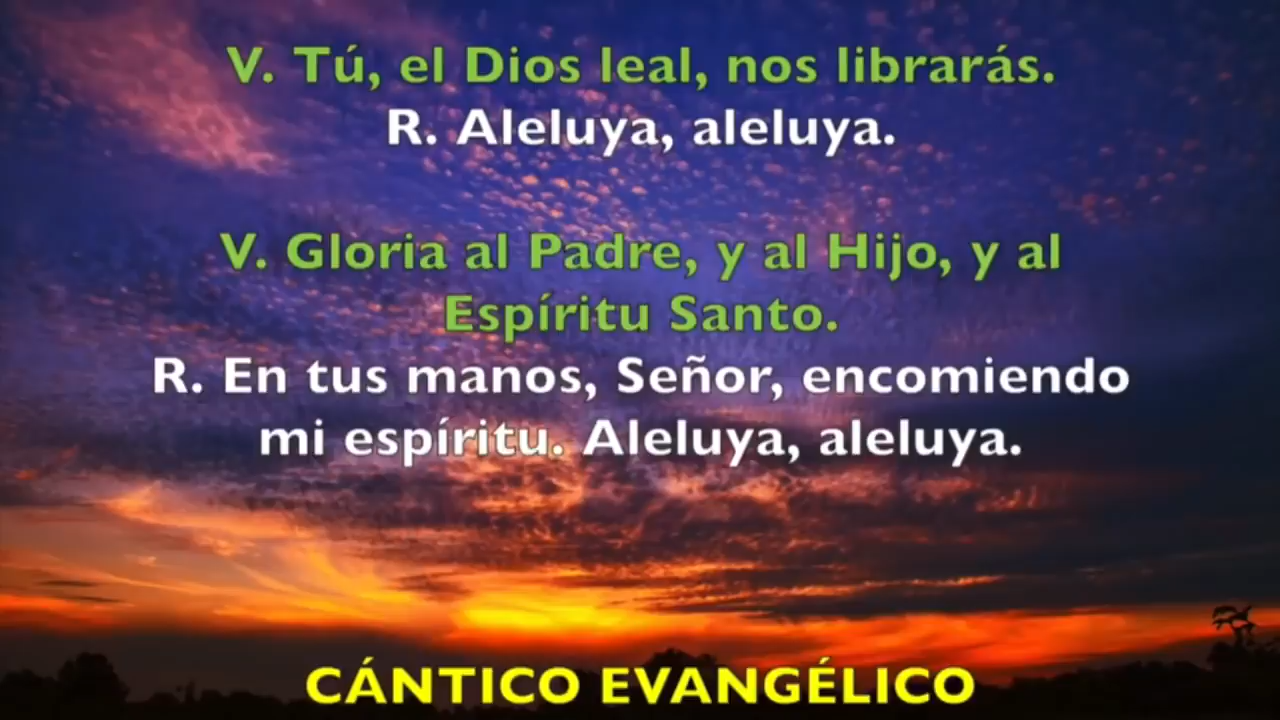 V. Tú, el Dios leal, nos librarás.
R. Aleluya, aleluya.
V. Gloria al Padre, y al Hijo, y al
Espíritu Santo.
R. En tus manos, Señor, encomiendo
mi espíritu. Aleluya, aleluya.
CÁNTICO EVANGÉLICO